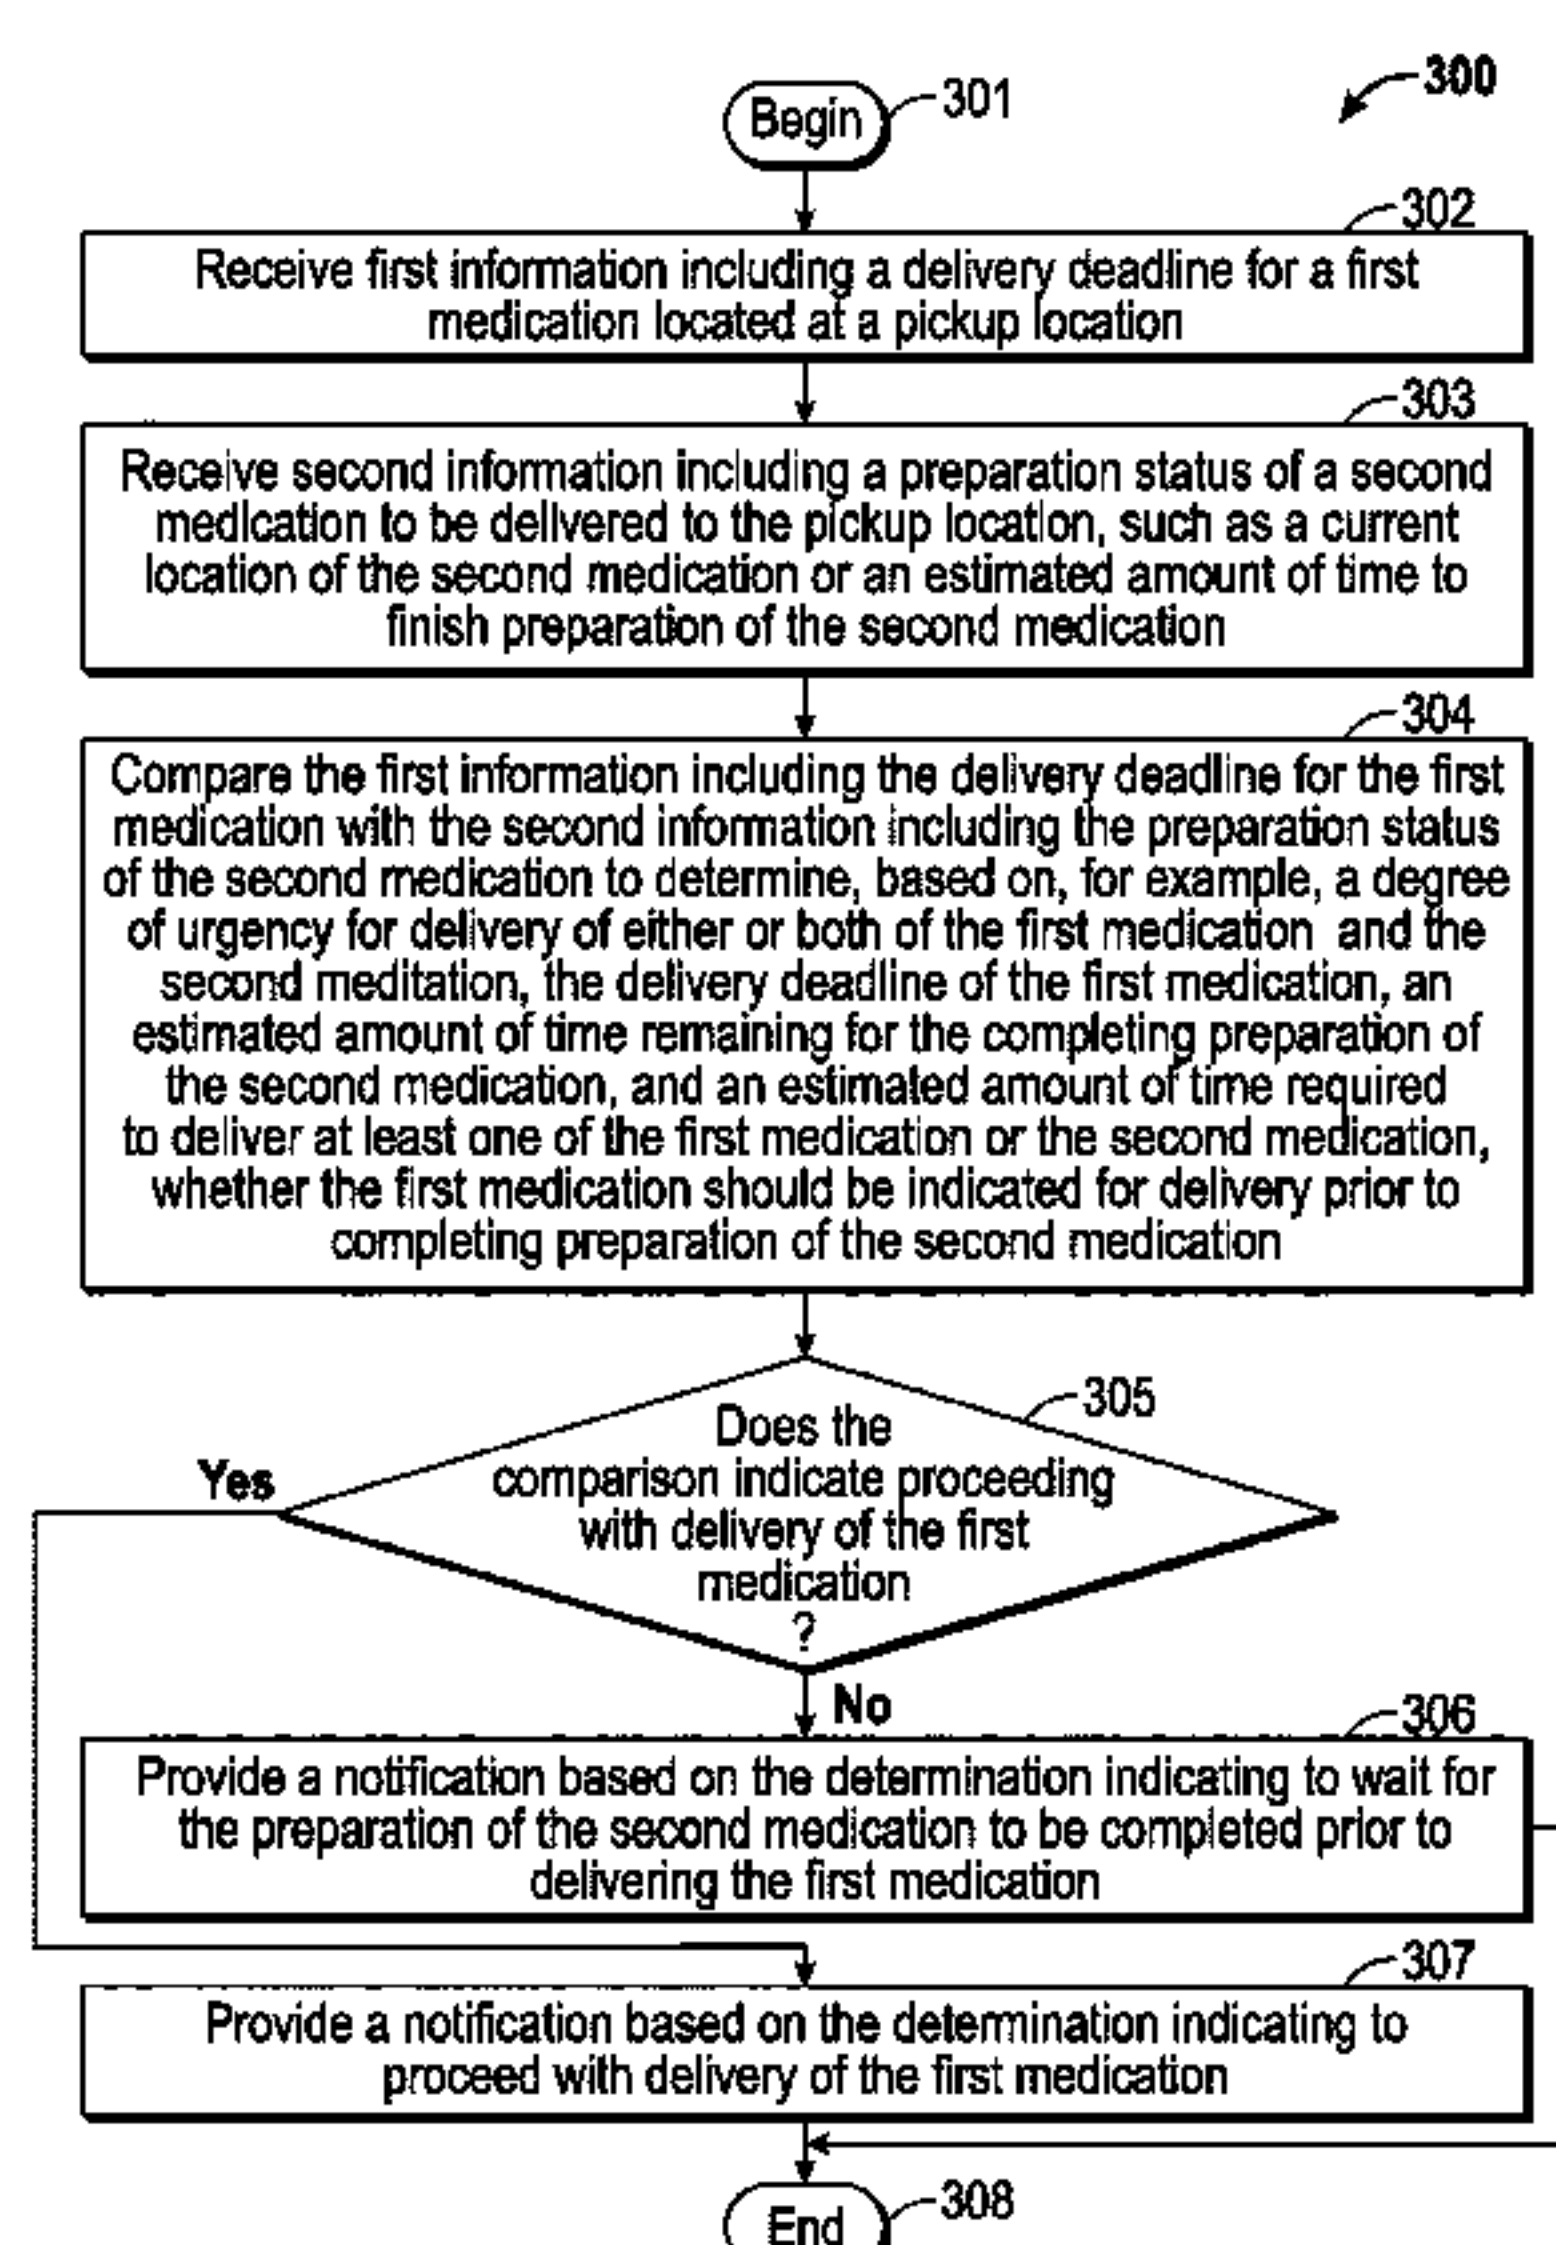 300
Begin
301
302
Receive first information including a delivery deadline for a first
medication located at a pickup location
303
Receive second information including a preparation status of a second
medication to be delivered to the pickup location, such as a current
location of the second medication or an estimated amount of time to
finish preparation of the second medication
304
Compare the first information including the delivery deadline for the first
medication with the second information including the preparation status
of the second medication to determine, based on, for example, a degree
of urgency for delivery of either or both of the first medication and the
second meditation, the delivery deadline of the first medication, an
estimated amount of time remaining for the completing preparation of
the second medication, and an estimated amount of time required
to deliver at least one of the first medication or the second medication,
whether the first medication should be indicated for delivery prior to
completing preparation of the second medication
305
Does the
comparison indicate proceeding
with delivery of the first
medication
?
Yes
No
306
Provide a notification based on the determination indicating to wait for
the preparation of the second medication to be completed prior to
delivering the first medication
307
Provide a notification based on the determination indicating to
proceed with delivery of the first medication
End
308